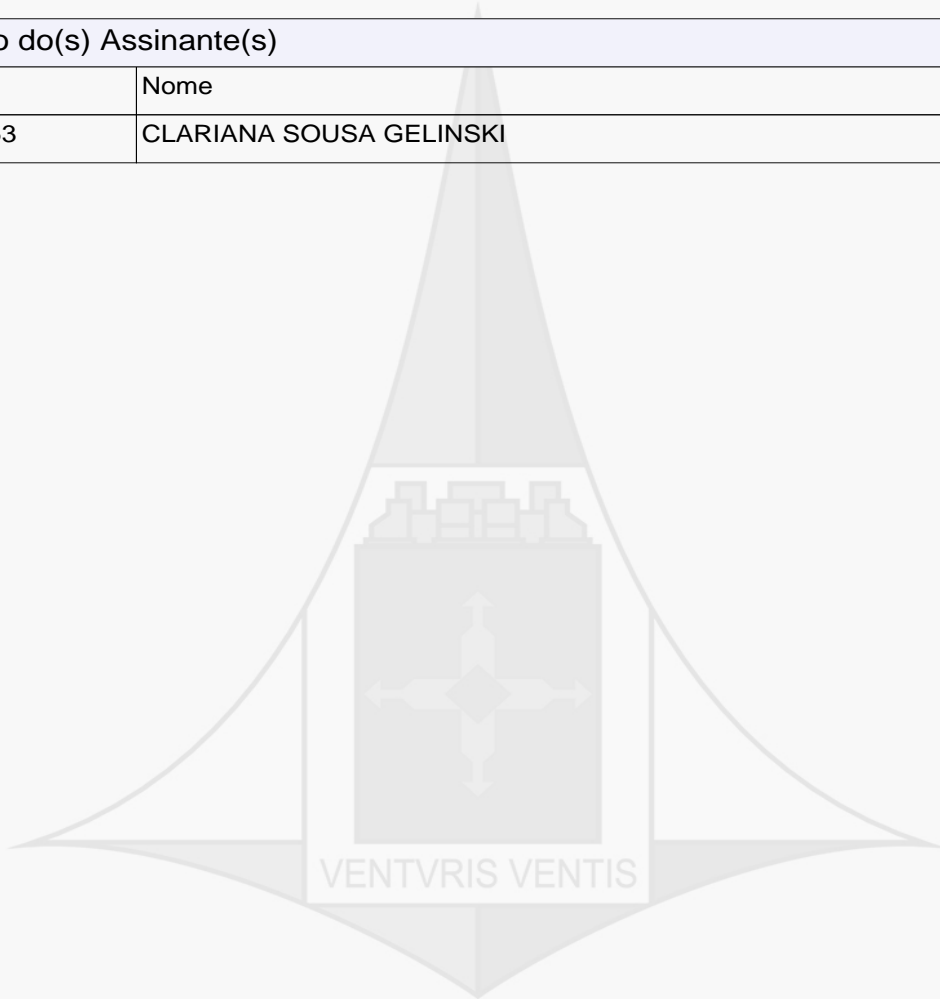 o do(s) Assinante(s)
Nome
3 CLARIANA SOUSA GELINSKI
VENTVRIS VENTIS